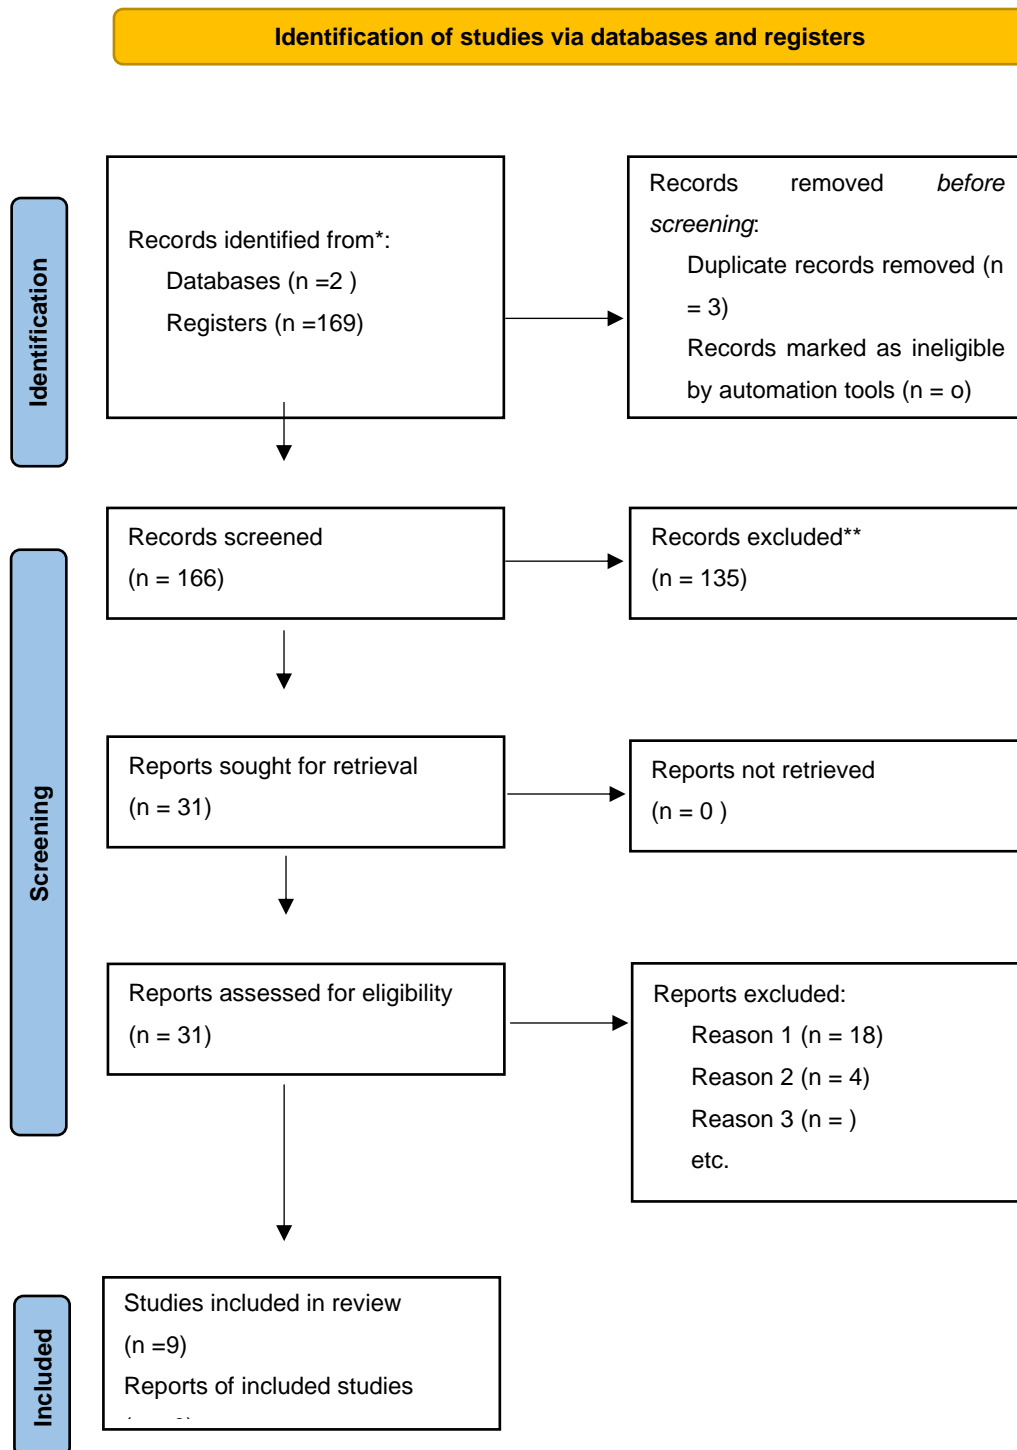 Identification of studies via databases and registers
Identification
Records identified from*:
Databases (n =2 )
Registers (n =169)
Records removed before
screening:
Duplicate records removed (n
= 3)
Records marked as ineligible
by automation tools (n = o)
Screening
Records screened
(n = 166)
Records excluded**
(n = 135)
Reports sought for retrieval
(n = 31)
Reports not retrieved
(n = 0 )
Reports assessed for eligibility
(n = 31)
Reports excluded:
Reason 1 (n = 18)
Reason 2 (n = 4)
Reason 3 (n = )
etc.
Included
Studies included in review
(n =9)
Reports of included studies